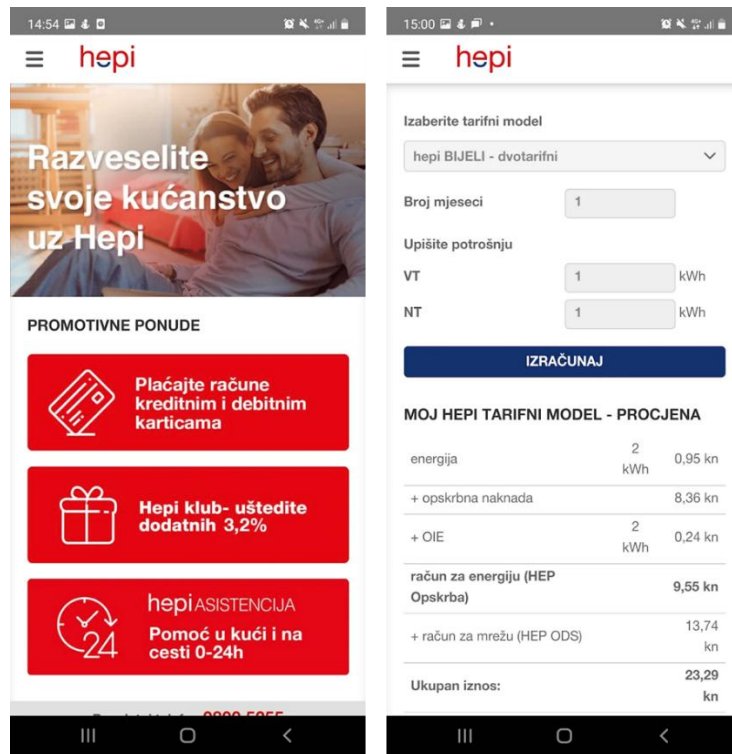 14:54
hepi
Razveselite
svoje kućanstvo
uz Hepi
PROMOTIVNE PONUDE
Plaćajte račune
kreditnim i debitnim
karticama
Hepi klub- uštedite
dodatnih 3,2%
24
hepi ASISTENCIJA
Pomoć u kući i na
cesti 0-24h
15:00
hepi
Izaberite tarifni model
hepi BIJELI - dvotarifni
Broj mjeseci 1
Upišite potrošnju
VT 1 kWh
NT 1 kWh
IZRAČUNAJ
MOJ HEPI TARIFNI MODEL - PROCJENA
energija 2 kWh 0,95 kn
+ opskrbna naknada 8,36 kn
+ OIE 2 kWh 0,24 kn
račun za energiju (HEP
Opskrba) 9,55 kn
+ račun za mrežu (HEP ODS) 13,74 kn
Ukupan iznos: 23,29 kn